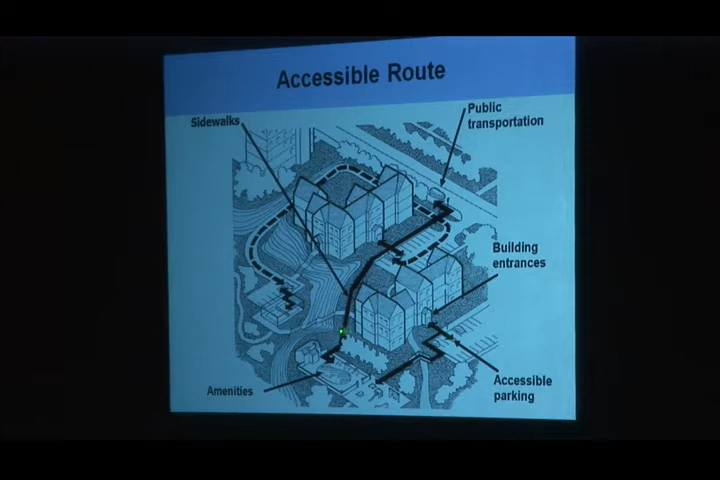 Accessible Route
Sidewalks
Public
transportation
Building
entrances
Accessible
parking
Amenities